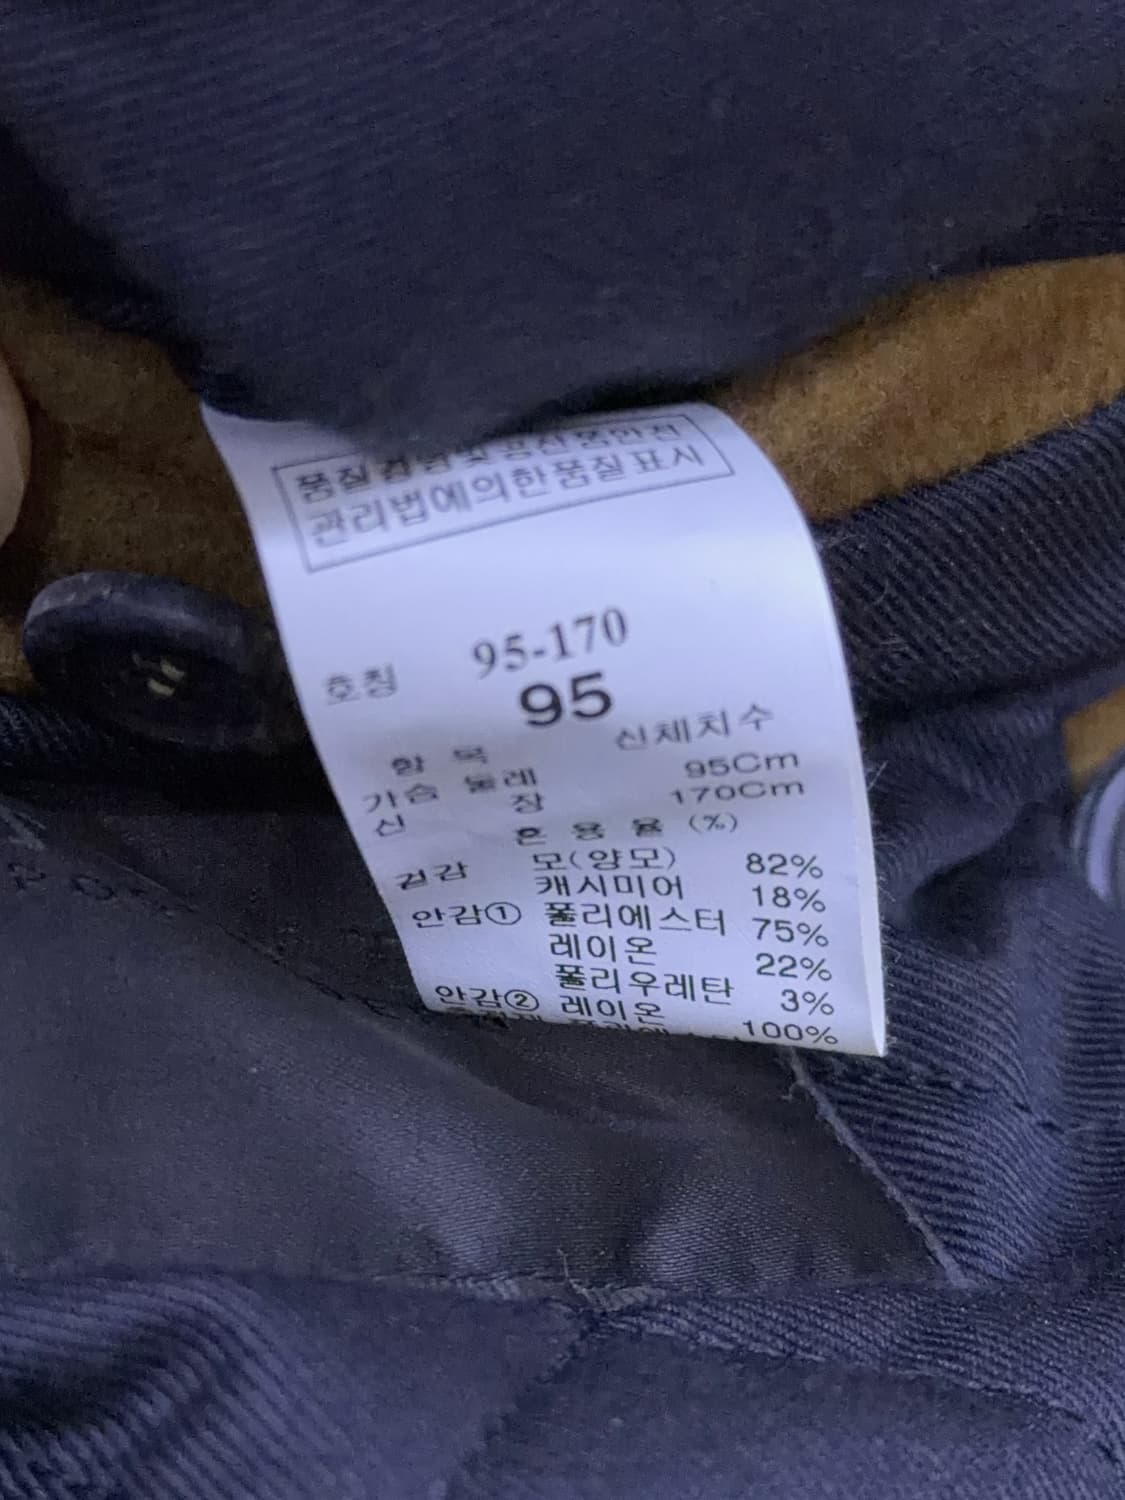 품질경영및공산품안전
관리법에의한품질표시
호칭 95-170
95
항 목 신체치수
가슴 둘레 95Cm
신 장 170Cm
혼 용 율 (%)
겉감 모(양모) 82%
캐시미어 18%
안감① 폴리에스터 75%
레이온 22%
폴리우레탄 3%
안감② 레이온 100%